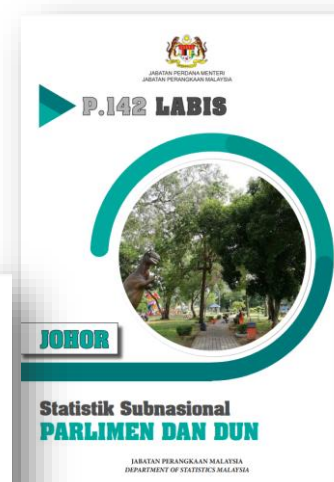 JABATAN PERDANA MENTERI
JABATAN PERANGKAAN MALAYSIA
P.142 LABIS
JOHOR
Statistik Subnasional
PARLIMEN DAN DUN
JABATAN PERANGKAAN MALAYSIA
DEPARTMENT OF STATISTICS MALAYSIA